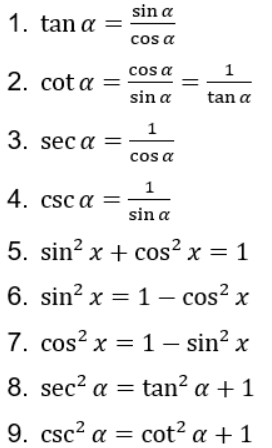 1. tan α = sin α / cos α
2. cot α = cos α / sin α = 1 / tan α
3. sec α = 1 / cos α
4. csc α = 1 / sin α
5. sin² x + cos² x = 1
6. sin² x = 1 – cos² x
7. cos² x = 1 – sin² x
8. sec² α = tan² α + 1
9. csc² α = cot² α + 1